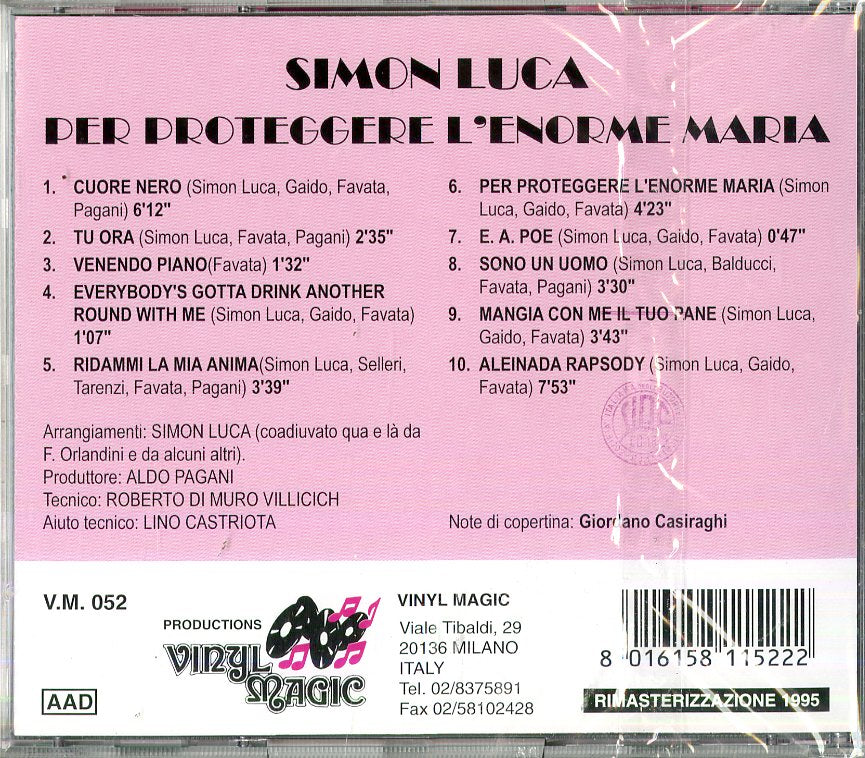 SIMON LUCA
PER PROTEGGERE L'ENORME MARIA
1. CUORE NERO (Simon Luca, Gaido, Favata,
Pagani) 6'12"
2. TU ORA (Simon Luca, Favata, Pagani) 2'35"
3. VENENDO PIANO(Favata) 1'32"
4. EVERYBODY'S GOTTA DRINK ANOTHER
ROUND WITH ME (Simon Luca, Gaido, Favata)
1'07"
5. RIDAMMI LA MIA ANIMA(Simon Luca, Selleri,
Tarenzi, Favata, Pagani) 3'39"
6. PER PROTEGGERE L'ENORME MARIA (Simon
Luca, Gaido, Favata) 4'23"
7. E. A. POE (Simon Luca, Gaido, Favata) 0'47"
8. SONO UN UOMO (Simon Luca, Balducci,
Favata, Pagani) 3'30"
9. MANGIA CON ME IL TUO PANE (Simon Luca,
Gaido, Favata) 3'43"
10. ALEINADA RAPSODY (Simon Luca, Gaido,
Favata) 7'53"
Arrangiamenti: SIMON LUCA (coadiuvato qua e là da
F. Orlandini e da alcuni altri).
Produttore: ALDO PAGANI
Tecnico: ROBERTO DI MURO VILLICICH
Aiuto tecnico: LINO CASTRIOTA
Note di copertina: Giordano Casiraghi
V.M. 052
AAD
PRODUCTIONS
VINYL
MAGIC
VINYL MAGIC
Viale Tibaldi, 29
20136 MILANO
ITALY
Tel. 02/8375891
Fax 02/58102428
8 016158 115222
RIMASTERIZZAZIONE 1995